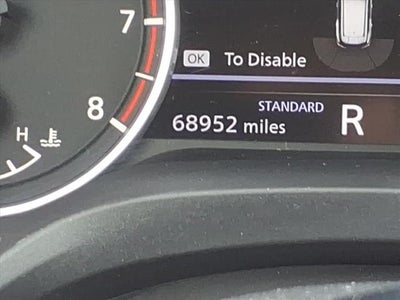 7
OK To Disable
8
STANDARD
68952 miles R
H